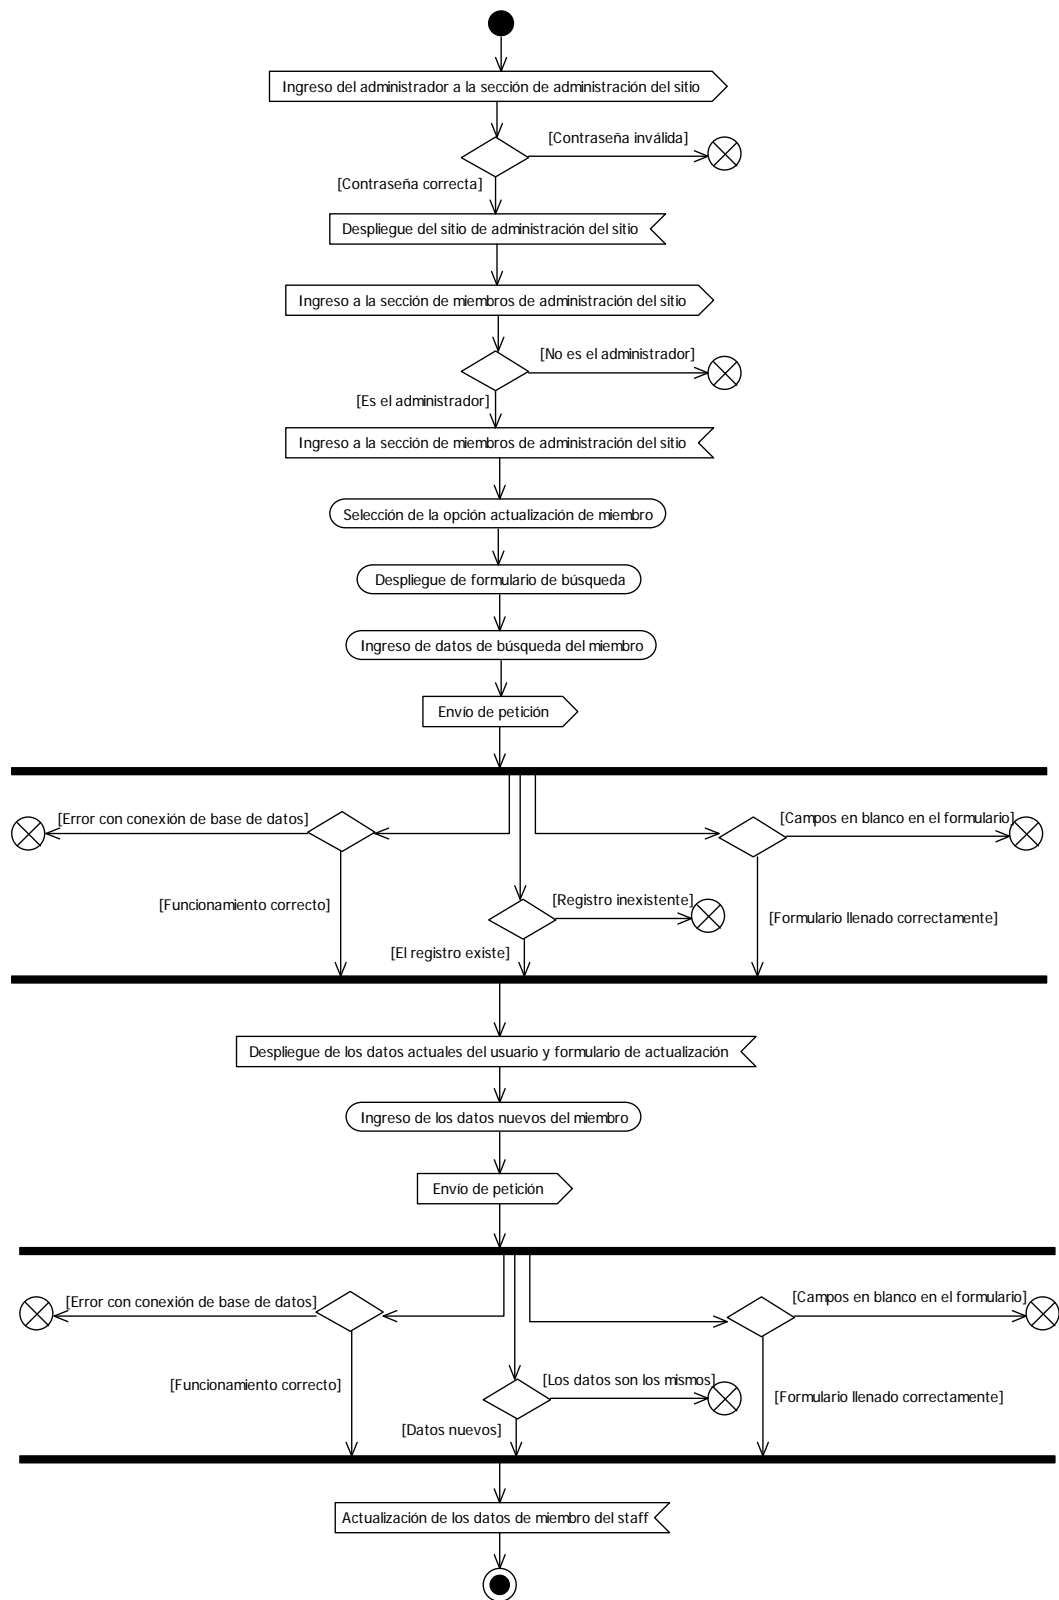 Ingreso del administrador a la sección de administración del sitio
[Contraseña inválida]
[Contraseña correcta]
Despliegue del sitio de administración del sitio
Ingreso a la sección de miembros de administración del sitio
[No es el administrador]
[Es el administrador]
Ingreso a la sección de miembros de administración del sitio
Selección de la opción actualización de miembro
Despliegue de formulario de búsqueda
Ingreso de datos de búsqueda del miembro
Envío de petición
[Error con conexión de base de datos]
[Campos en blanco en el formulario]
[Funcionamiento correcto]
[Registro inexistente]
[Formulario llenado correctamente]
[El registro existe]
Despliegue de los datos actuales del usuario y formulario de actualización
Ingreso de los datos nuevos del miembro
Envío de petición
[Error con conexión de base de datos]
[Campos en blanco en el formulario]
[Funcionamiento correcto]
[Los datos son los mismos]
[Formulario llenado correctamente]
[Datos nuevos]
Actualización de los datos de miembro del staff